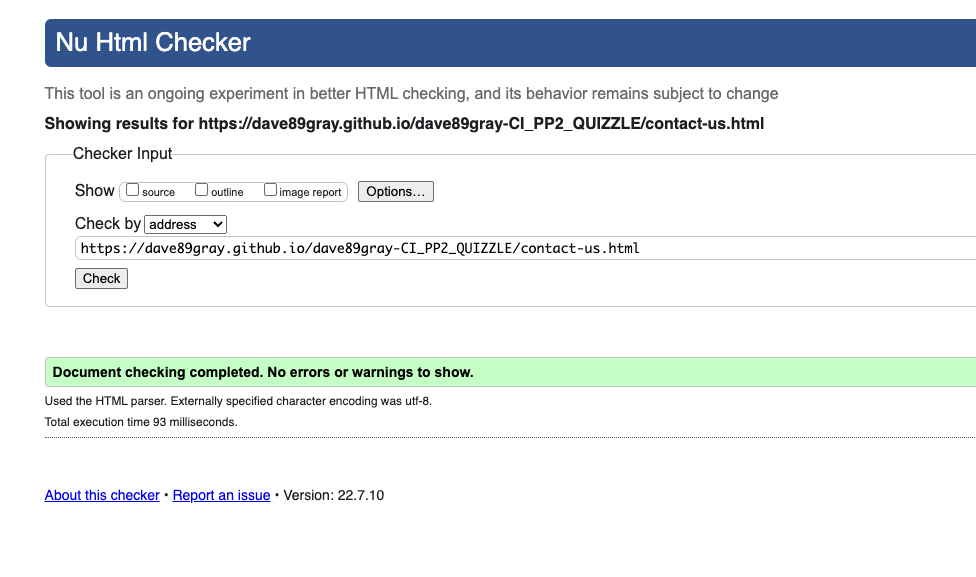 Nu Html Checker
This tool is an ongoing experiment in better HTML checking, and its behavior remains subject to change
Showing results for https://dave89gray.github.io/dave89gray-CI_PP2_QUIZZLE/contact-us.html
Checker Input
Show source outline image report Options…
Check by address
https://dave89gray.github.io/dave89gray-CI_PP2_QUIZZLE/contact-us.html
Check
Document checking completed. No errors or warnings to show.
Used the HTML parser. Externally specified character encoding was utf-8.
Total execution time 93 milliseconds.
About this checker • Report an issue • Version: 22.7.10